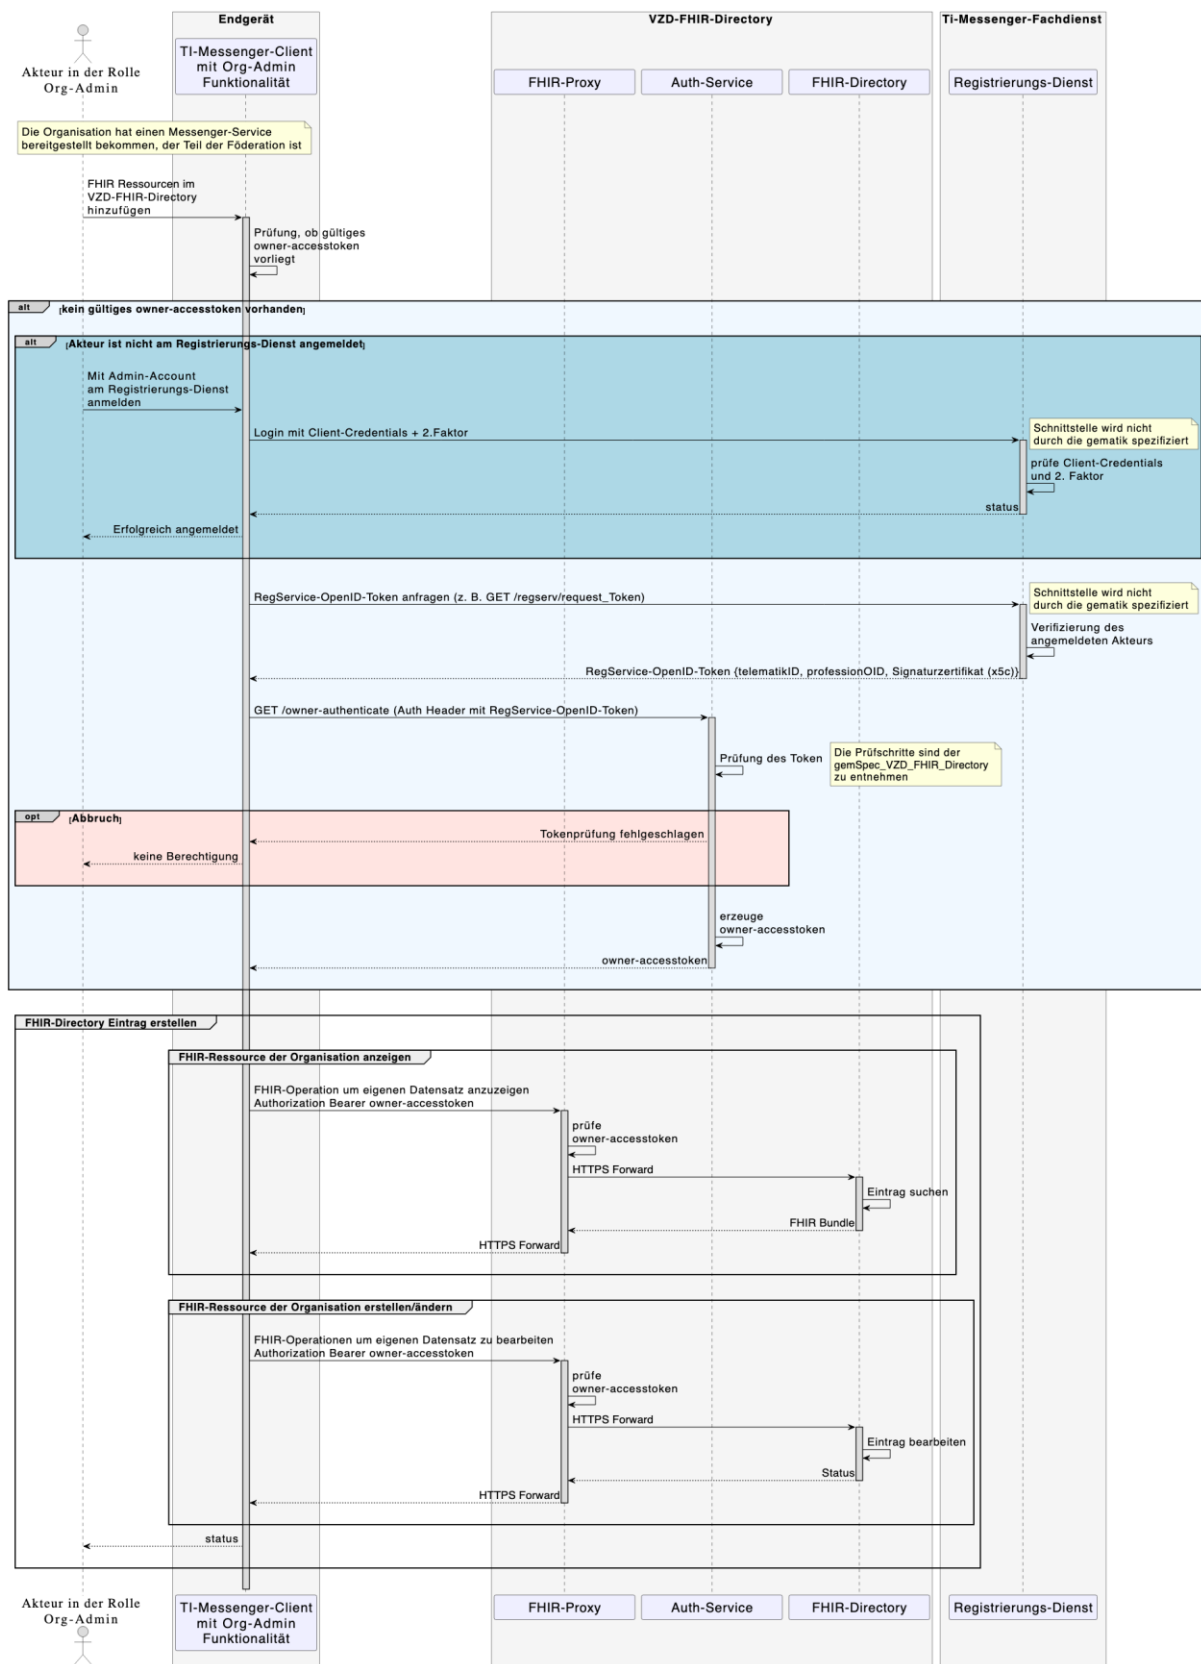 Endgerät
VZD-FHIR-Directory
Ti-Messenger-Fachdienst
Akteur in der Rolle
Org-Admin
TI-Messenger-Client
mit Org-Admin
Funktionalität
FHIR-Proxy
Auth-Service
FHIR-Directory
Registrierungs-Dienst
Die Organisation hat einen Messenger-Service
bereitgestellt bekommen, der Teil der Föderation ist
FHIR Ressourcen im
VZD-FHIR-Directory
hinzufügen
Prüfung, ob gültiges
owner-accesstoken
vorliegt
alt
[kein gültiges owner-accesstoken vorhanden]
alt
[Akteur ist nicht am Registrierungs-Dienst angemeldet]
Mit Admin-Account
am Registrierungs-Dienst
anmelden
Login mit Client-Credentials + 2.Faktor
Schnittstelle wird nicht
durch die gematik spezifiziert
prüfe Client-Credentials
und 2. Faktor
status
Erfolgreich angemeldet
RegService-OpenID-Token anfragen (z. B. GET /regserv/request_Token)
Schnittstelle wird nicht
durch die gematik spezifiziert
Verifizierung des
angemeldeten Akteurs
RegService-OpenID-Token {telematikID, professionOID, Signaturzertifikat (x5c)}
GET /owner-authenticate (Auth Header mit RegService-OpenID-Token)
Prüfung des Token
Die Prüfschritte sind der
gemSpec_VZD_FHIR_Directory
zu entnehmen
opt
[Abbruch]
Tokenprüfung fehlgeschlagen
keine Berechtigung
erzeuge
owner-accesstoken
owner-accesstoken
FHIR-Directory Eintrag erstellen
FHIR-Ressource der Organisation anzeigen
FHIR-Operation um eigenen Datensatz anzuzeigen
Authorization Bearer owner-accesstoken
prüfe
owner-accesstoken
HTTPS Forward
Eintrag suchen
FHIR Bundle
HTTPS Forward
FHIR-Ressource der Organisation erstellen/ändern
FHIR-Operationen um eigenen Datensatz zu bearbeiten
Authorization Bearer owner-accesstoken
prüfe
owner-accesstoken
HTTPS Forward
Eintrag bearbeiten
Status
HTTPS Forward
status
Akteur in der Rolle
Org-Admin
TI-Messenger-Client
mit Org-Admin
Funktionalität
FHIR-Proxy
Auth-Service
FHIR-Directory
Registrierungs-Dienst